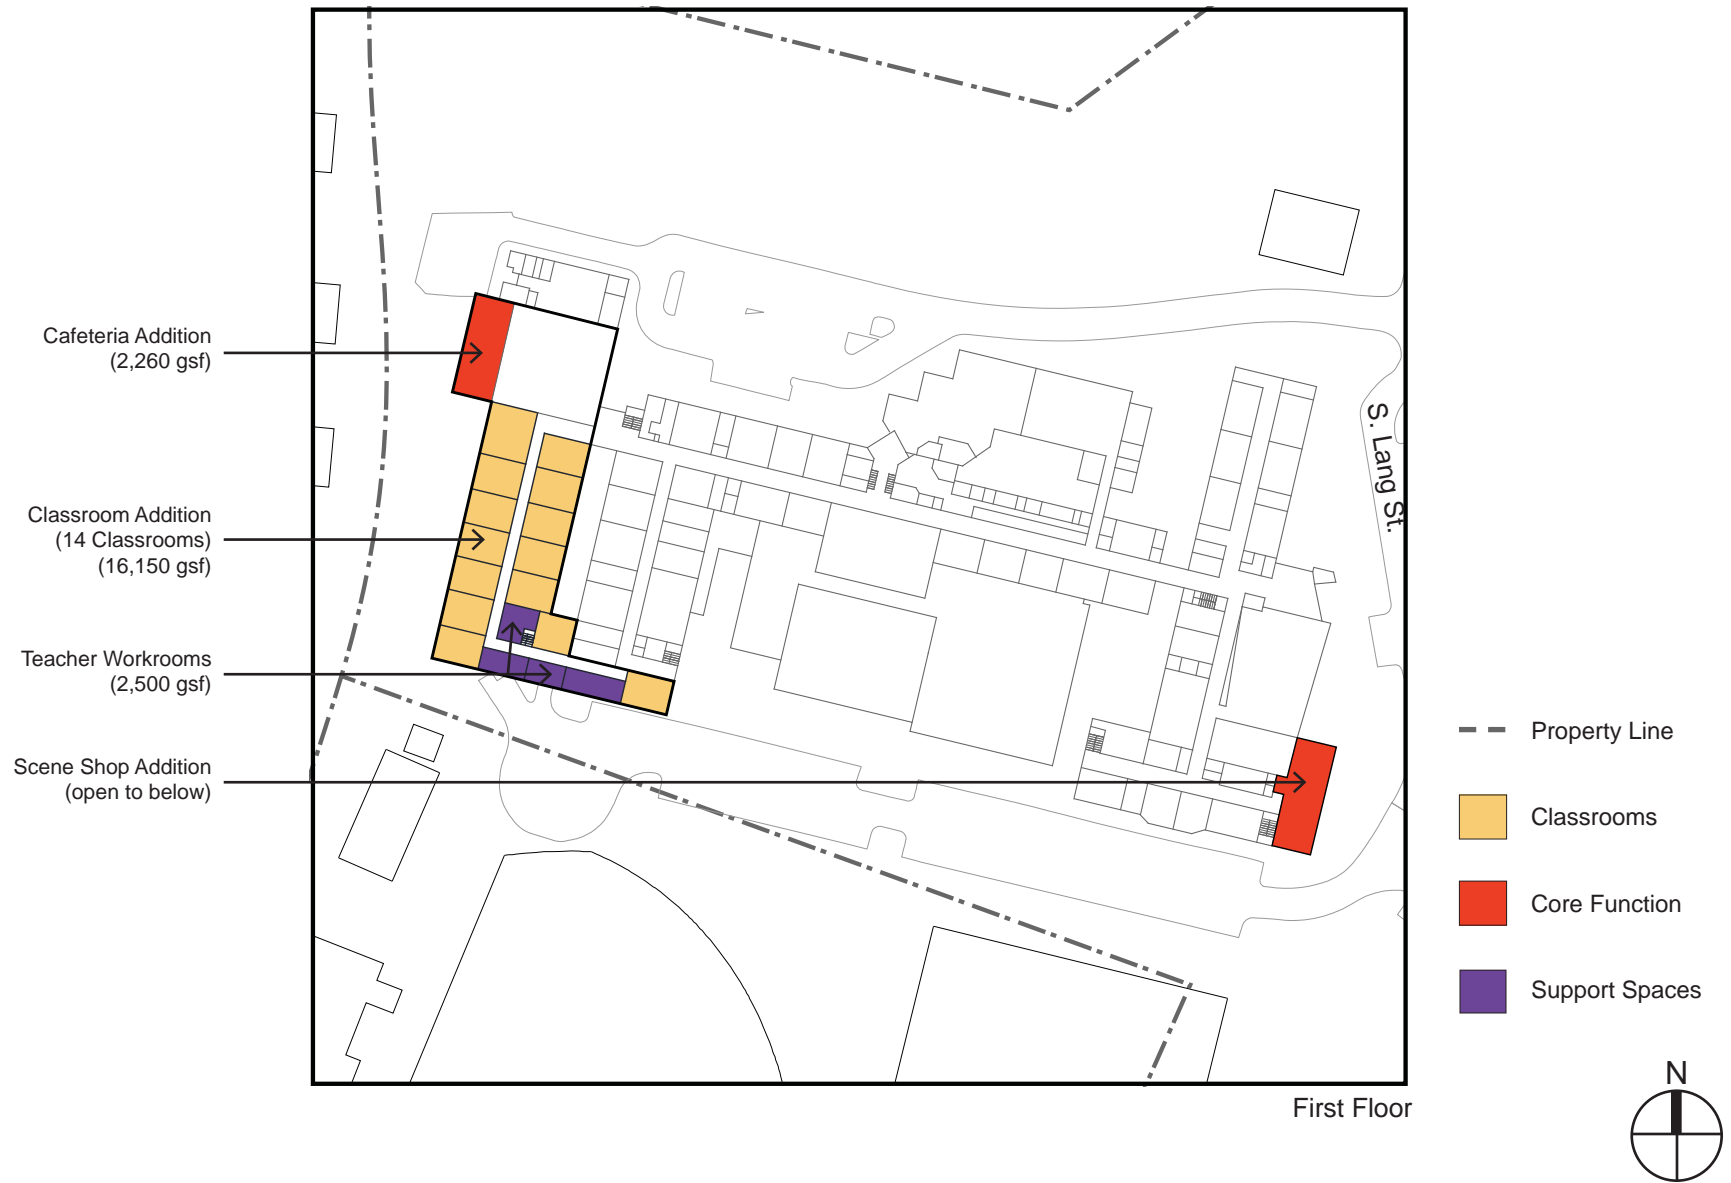 Cafeteria Addition
(2,260 gsf)
Classroom Addition
(14 Classrooms)
(16,150 gsf)
Teacher Workrooms
(2,500 gsf)
Scene Shop Addition
(open to below)
S. Lang St.
Property Line
Classrooms
Core Function
Support Spaces
N
First Floor